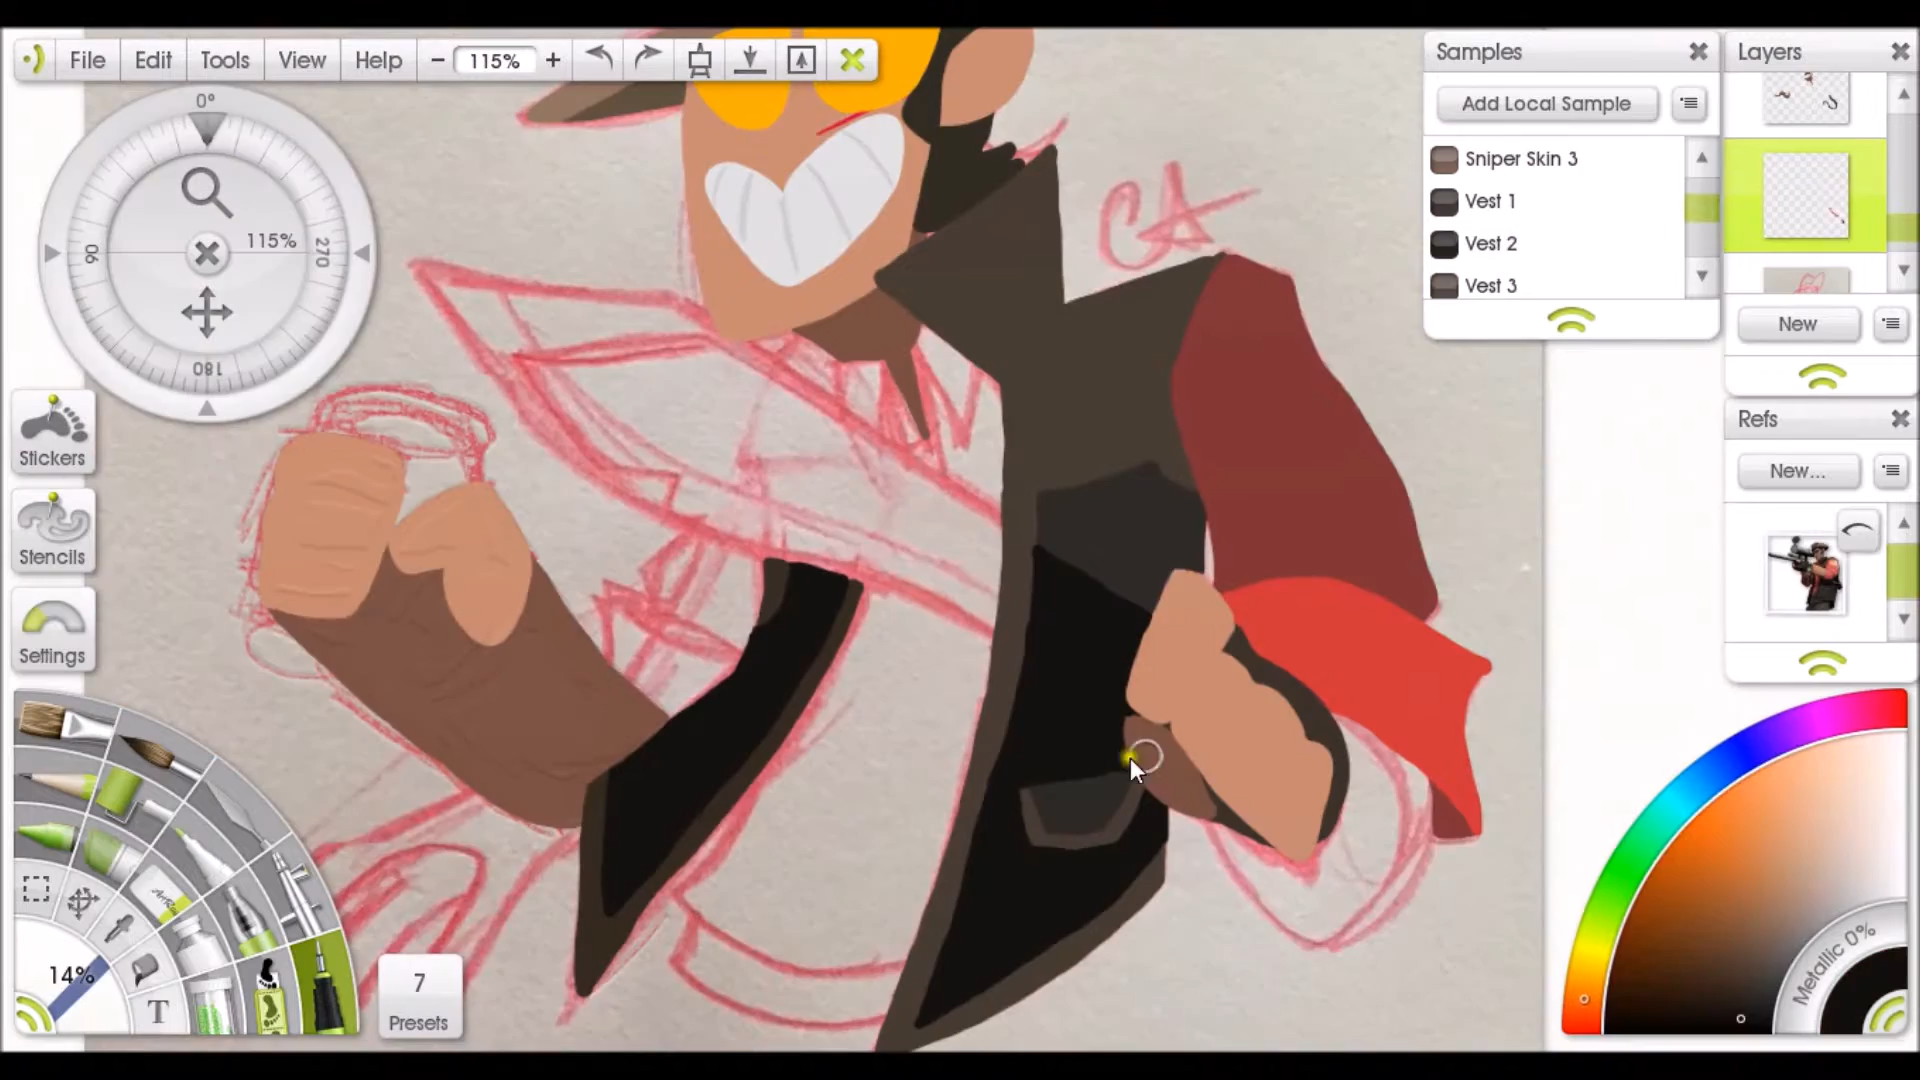 File Edit Tools View Help − 115% +
0°
115%
90
270
180
Stickers
Stencils
Settings
14%
T
7
Presets
CA
Samples
Add Local Sample
Sniper Skin 3
Vest 1
Vest 2
Vest 3
Layers
New
Refs
New...
Metallic 0%